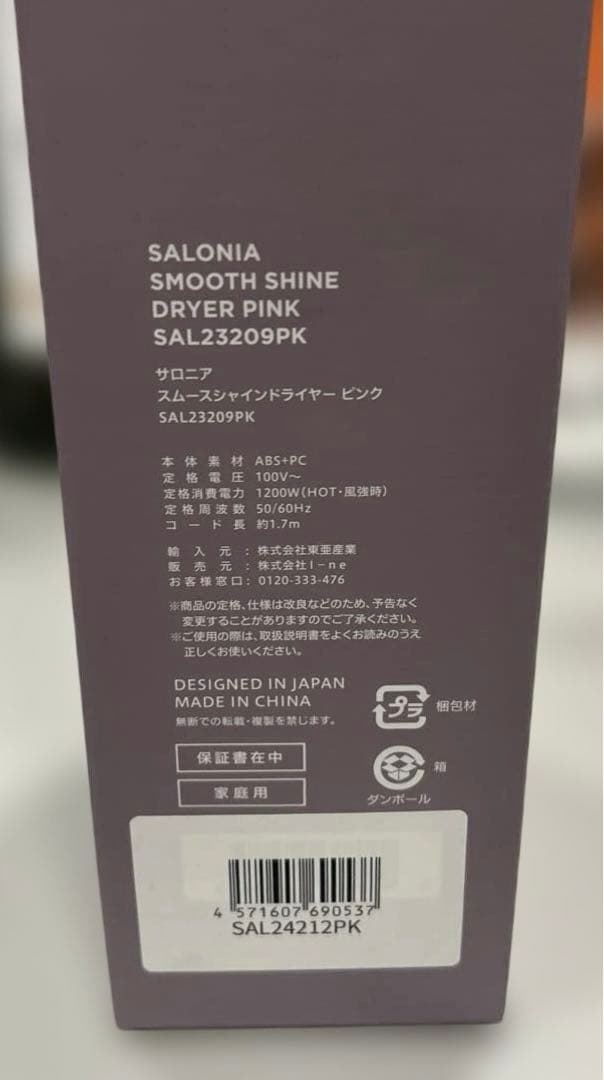 SALONIA
SMOOTH SHINE
DRYER PINK
SAL23209PK
サロニア
スムースシャインドライヤー ピンク
SAL23209PK
本体素材 ABS+PC
定格電圧 100V～
定格消費電力 1200W(HOT・風強時)
定格周波数 50/60Hz
コード長 約1.7m
輸入元：株式会社東亜産業
販売元：株式会社I-ne
お客様窓口：0120-333-476
※商品の定格、仕様は改良などのため、予告なく
変更することがありますのでご了承ください。
※ご使用の際は、取扱説明書をよくお読みのうえ
正しくお使いください。
DESIGNED IN JAPAN
MADE IN CHINA
無断での転載・複製を禁じます。
プラ 梱包材
保証書在中
箱
家庭用
ダンボール
4 571607 690537
SAL24212PK